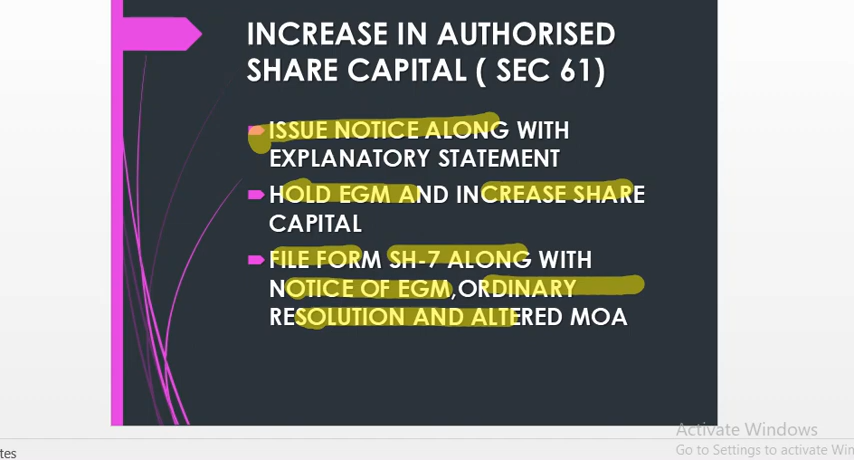 INCREASE IN AUTHORISED
SHARE CAPITAL ( SEC 61)
ISSUE NOTICE ALONG WITH
EXPLANATORY STATEMENT
HOLD EGM AND INCREASE SHARE
CAPITAL
FILE FORM SH-7 ALONG WITH
NOTICE OF EGM,ORDINARY
RESOLUTION AND ALTERED MOA
Activate Windows
Go to Settings to activate Win
tes